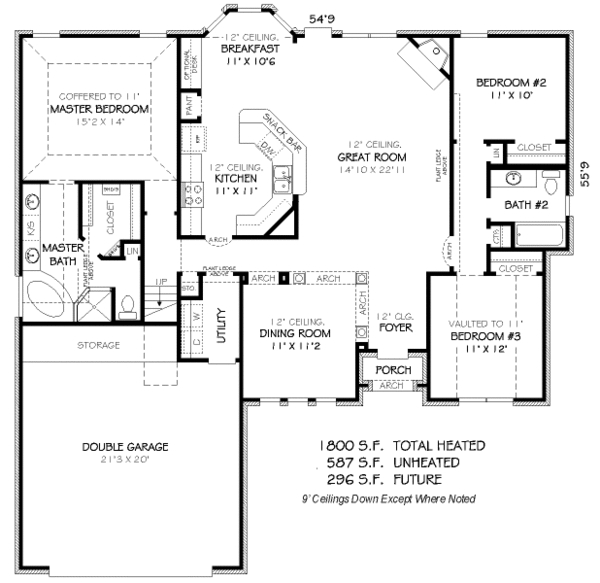 54'9
12' CEILING.
BREAKFAST
11' X 10'6
OPTIONAL
DESK
COFFERED TO 11'
MASTER BEDROOM
15'2 X 14'
PANT
BEDROOM #2
11' X 10'
SNACK BAR
D/W
12' CEILING.
GREAT ROOM
14'10 X 22'11
12' CEILING.
KITCHEN
11' X 11'
PLANT LEDGE
ABOVE
LIN
CLOSET
55'9
BATH #2
CLOSET
K/S
MASTER
BATH
LIN
PLANT LEDGE
ABOVE
ARCH
ARCH
CLOSET
PLANT LEDGE
ABOVE
ARCH
ARCH
UP
STO
ARCH
W
D
UTILITY
12' CEILING.
DINING ROOM
11' X 11'2
12' CLG.
FOYER
VAULTED TO 11'
BEDROOM #3
11' X 12'
STORAGE
PORCH
ARCH
DOUBLE GARAGE
21'3 X 20'
1800 S.F. TOTAL HEATED
587 S.F. UNHEATED
296 S.F. FUTURE
9' Ceilings Down Except Where Noted